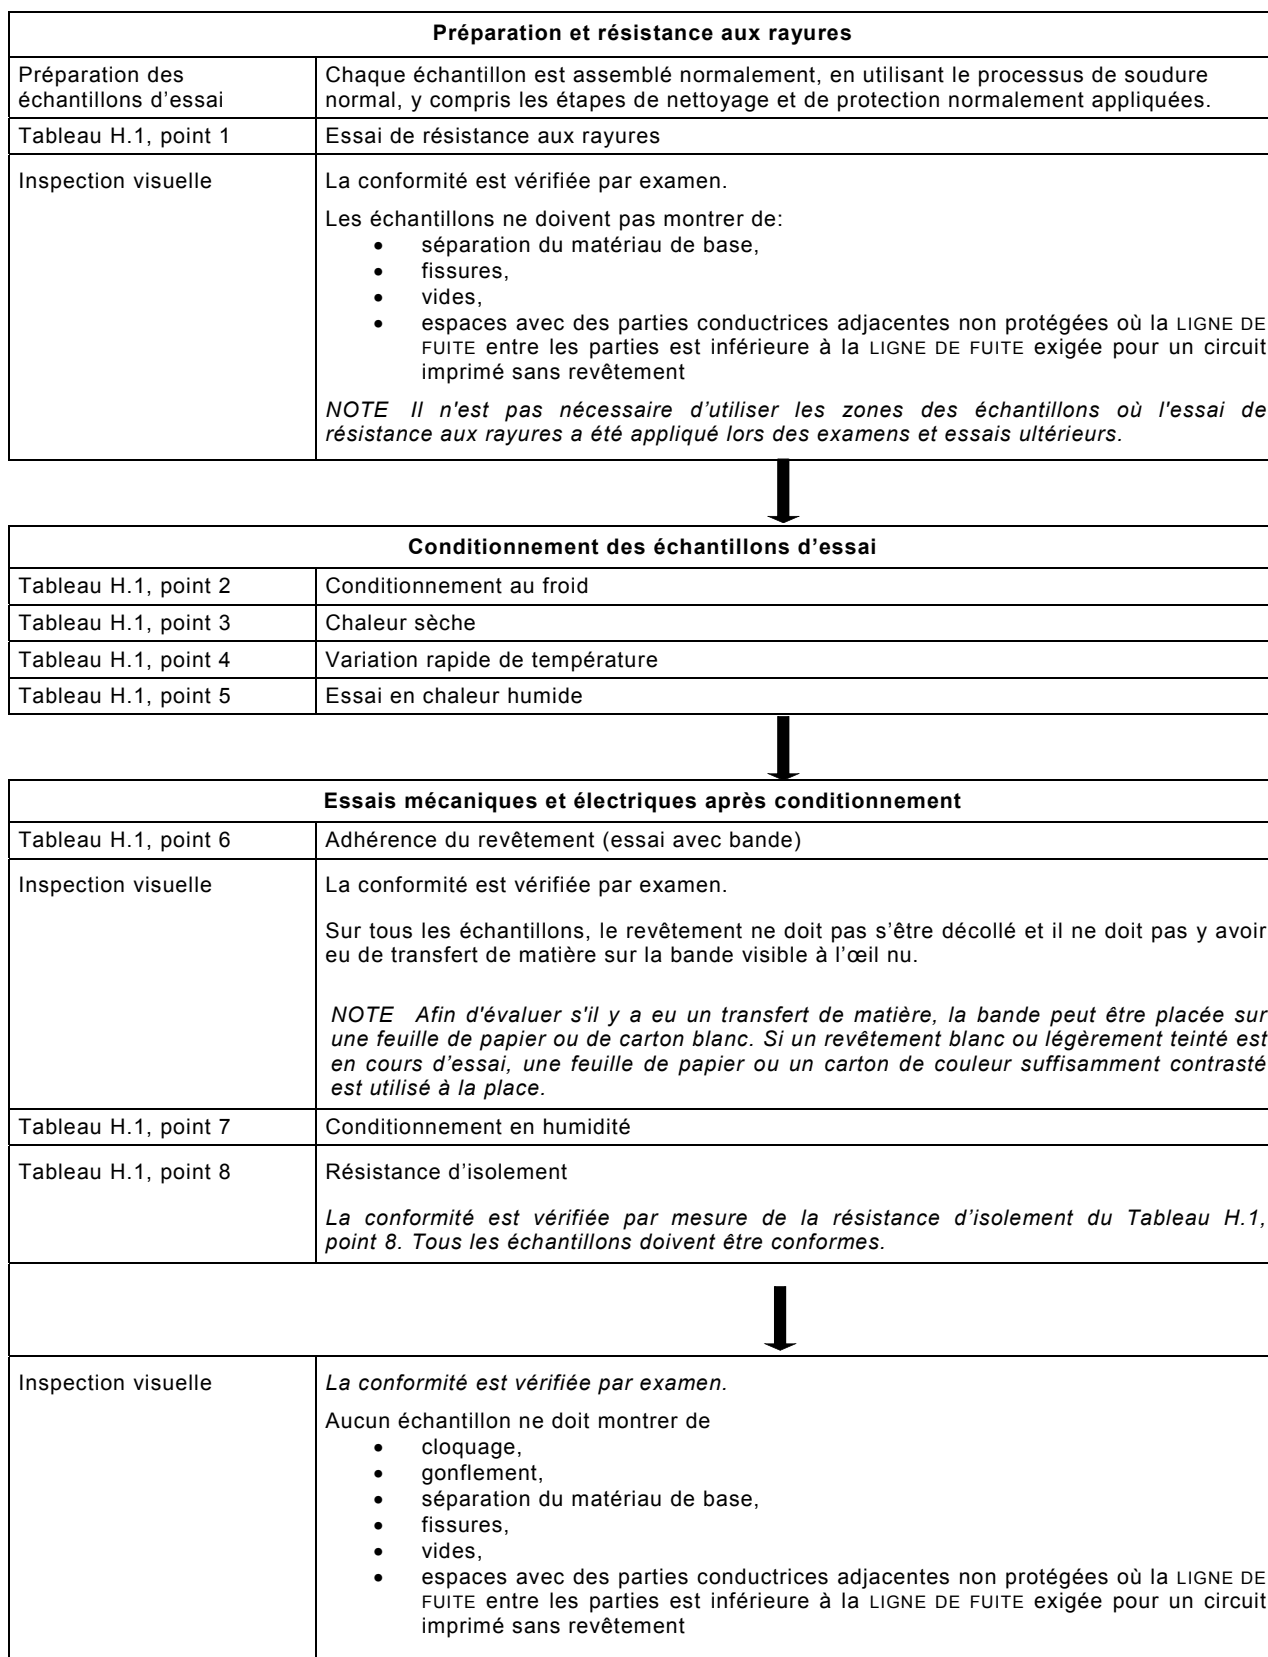 Préparation et résistance aux rayures
Préparation des
échantillons d’essai
Chaque échantillon est assemblé normalement, en utilisant le processus de soudure
normal, y compris les étapes de nettoyage et de protection normalement appliquées.
Tableau H.1, point 1
Essai de résistance aux rayures
Inspection visuelle
La conformité est vérifiée par examen.
Les échantillons ne doivent pas montrer de:
• séparation du matériau de base,
• fissures,
• vides,
• espaces avec des parties conductrices adjacentes non protégées où la LIGNE DE
FUITE entre les parties est inférieure à la LIGNE DE FUITE exigée pour un circuit
imprimé sans revêtement
NOTE Il n'est pas nécessaire d’utiliser les zones des échantillons où l'essai de
résistance aux rayures a été appliqué lors des examens et essais ultérieurs.
Conditionnement des échantillons d’essai
Tableau H.1, point 2
Conditionnement au froid
Tableau H.1, point 3
Chaleur sèche
Tableau H.1, point 4
Variation rapide de température
Tableau H.1, point 5
Essai en chaleur humide
Essais mécaniques et électriques après conditionnement
Tableau H.1, point 6
Adhérence du revêtement (essai avec bande)
Inspection visuelle
La conformité est vérifiée par examen.
Sur tous les échantillons, le revêtement ne doit pas s’être décollé et il ne doit pas y avoir
eu de transfert de matière sur la bande visible à l’œil nu.
NOTE Afin d'évaluer s'il y a eu un transfert de matière, la bande peut être placée sur
une feuille de papier ou de carton blanc. Si un revêtement blanc ou légèrement teinté est
en cours d’essai, une feuille de papier ou un carton de couleur suffisamment contrasté
est utilisé à la place.
Tableau H.1, point 7
Conditionnement en humidité
Tableau H.1, point 8
Résistance d’isolement
La conformité est vérifiée par mesure de la résistance d’isolement du Tableau H.1,
point 8. Tous les échantillons doivent être conformes.
Inspection visuelle
La conformité est vérifiée par examen.
Aucun échantillon ne doit montrer de
• cloquage,
• gonflement,
• séparation du matériau de base,
• fissures,
• vides,
• espaces avec des parties conductrices adjacentes non protégées où la LIGNE DE
FUITE entre les parties est inférieure à la LIGNE DE FUITE exigée pour un circuit
imprimé sans revêtement